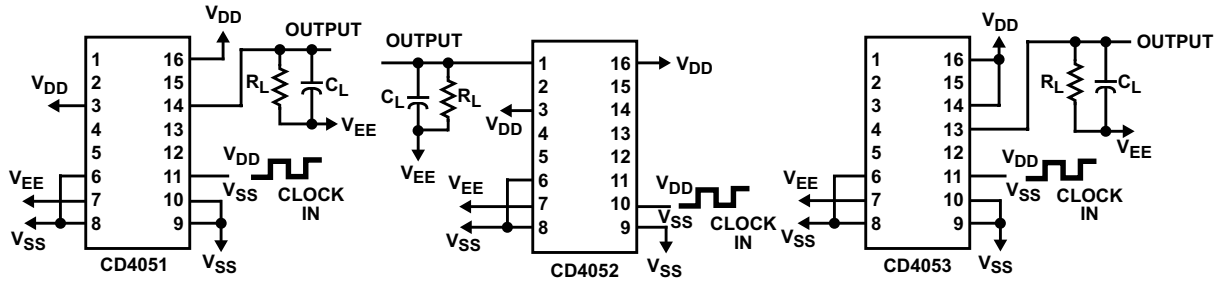 VDD
OUTPUT
1 16
2 15
3 14
4 13
5 12
6 11
7 10
8 9
VDD
RL
CL
VEE
VEE
VSS
VDD
VSS
CLOCK
IN
VSS
CD4051
OUTPUT
1 16
2 15
3 14
4 13
5 12
6 11
7 10
8 9
VDD
CL
RL
VDD
VEE
VEE
VSS
VDD
VSS
CLOCK
IN
VSS
CD4052
VDD
OUTPUT
1 16
2 15
3 14
4 13
5 12
6 11
7 10
8 9
RL
CL
VEE
VEE
VSS
VDD
VSS
CLOCK
IN
VSS
CD4053